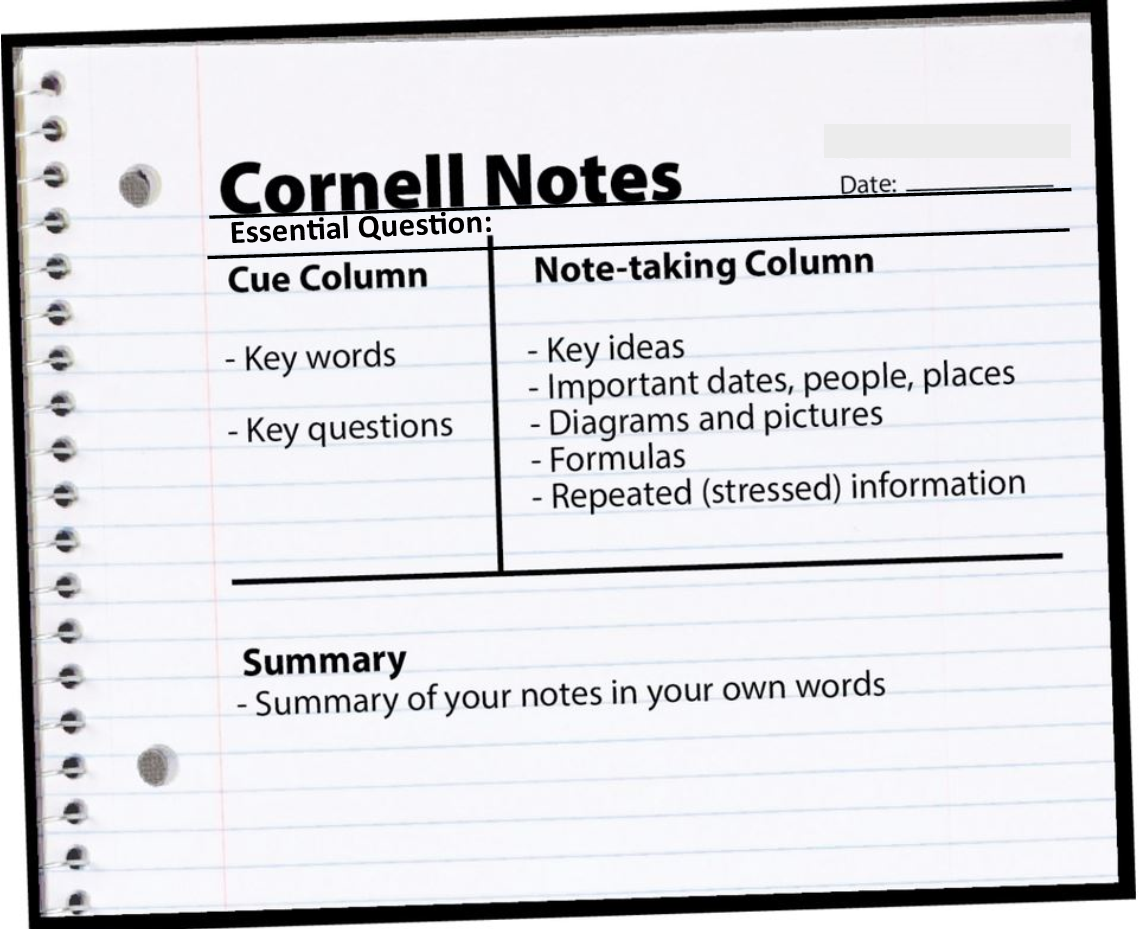 Cornell Notes
Date:
Essential Question:
Cue Column
- Key words
- Key questions
Note-taking Column
- Key ideas
- Important dates, people, places
- Diagrams and pictures
- Formulas
- Repeated (stressed) information
Summary
- Summary of your notes in your own words